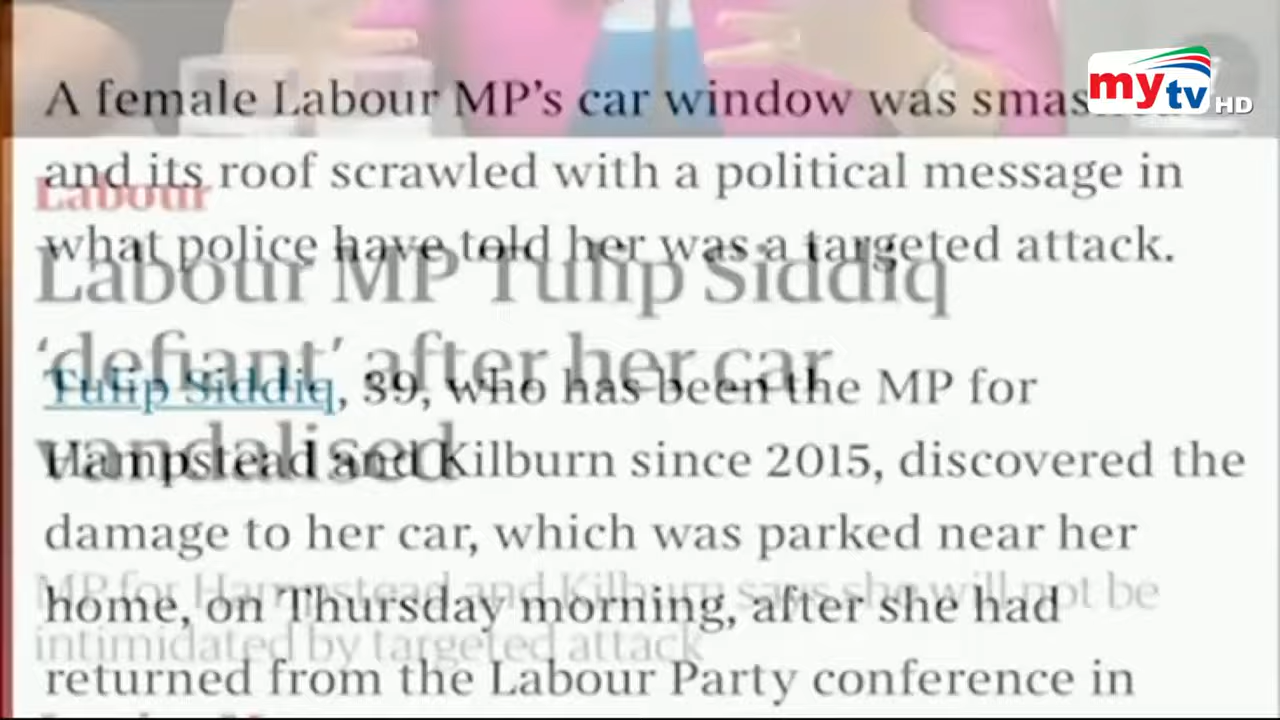 my tv HD
A female Labour MP's car window was
and its roof scrawled with a political message in
what police have told her was a targeted attack.
Tulip Siddiq, 39, who has been the MP for
Hampstead and Kilburn since 2015, discovered the
damage to her car, which was parked near her
home, on Thursday morning, after she had
returned from the Labour Party conference in
Labour
Labour MP Tulip Siddiq
‘defiant’ after her car
vandalised
MP for Hampstead and Kilburn says she will not be
intimidated by targeted attack